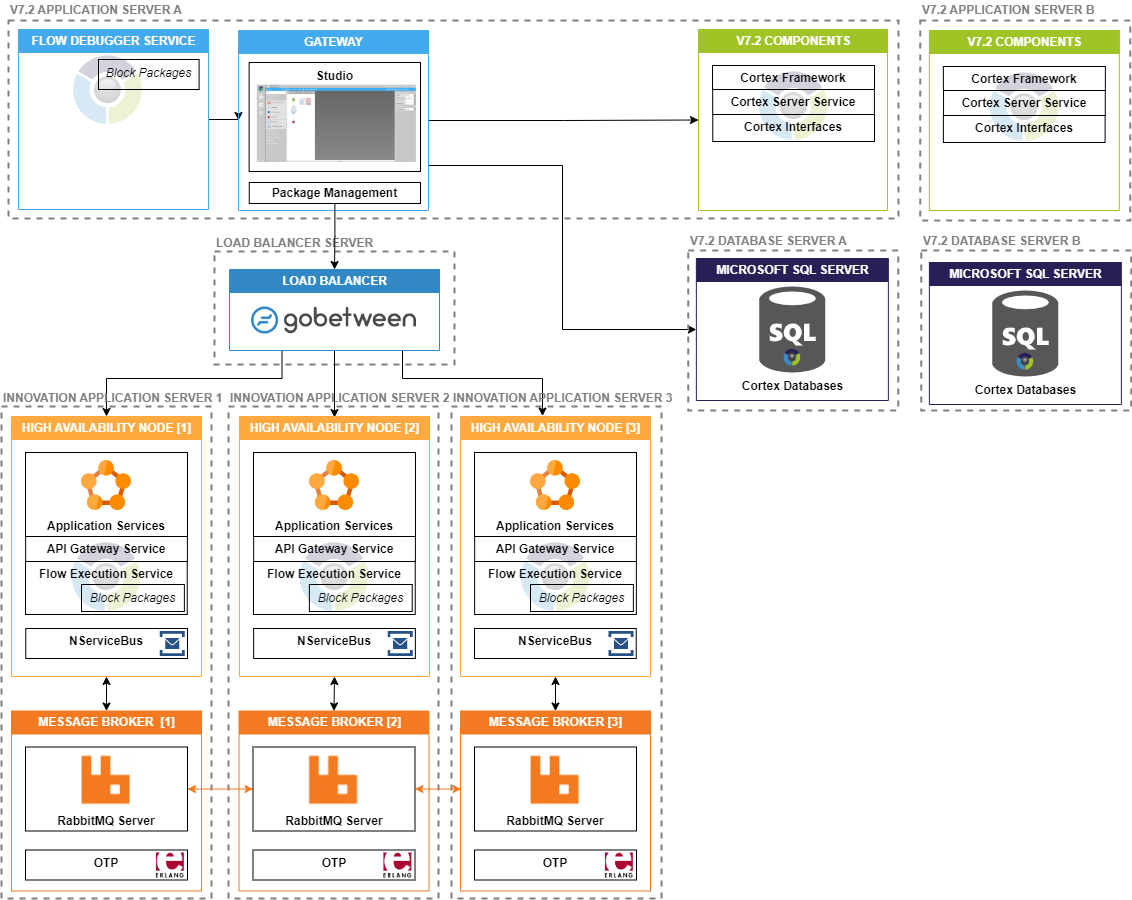 V7.2 APPLICATION SERVER A
V7.2 APPLICATION SERVER B
FLOW DEBUGGER SERVICE
Block Packages
GATEWAY
Studio
Package Management
V7.2 COMPONENTS
Cortex Framework
Cortex Server Service
Cortex Interfaces
V7.2 COMPONENTS
Cortex Framework
Cortex Server Service
Cortex Interfaces
LOAD BALANCER SERVER
LOAD BALANCER
gobetween
V7.2 DATABASE SERVER A
MICROSOFT SQL SERVER
SQL
Cortex Databases
V7.2 DATABASE SERVER B
MICROSOFT SQL SERVER
SQL
Cortex Databases
INNOVATION APPLICATION SERVER 1
HIGH AVAILABILITY NODE [1]
Application Services
API Gateway Service
Flow Execution Service
Block Packages
NServiceBus
MESSAGE BROKER [1]
RabbitMQ Server
OTP
ERLANG
INNOVATION APPLICATION SERVER 2
HIGH AVAILABILITY NODE [2]
Application Services
API Gateway Service
Flow Execution Service
Block Packages
NServiceBus
MESSAGE BROKER [2]
RabbitMQ Server
OTP
ERLANG
INNOVATION APPLICATION SERVER 3
HIGH AVAILABILITY NODE [3]
Application Services
API Gateway Service
Flow Execution Service
Block Packages
NServiceBus
MESSAGE BROKER [3]
RabbitMQ Server
OTP
ERLANG